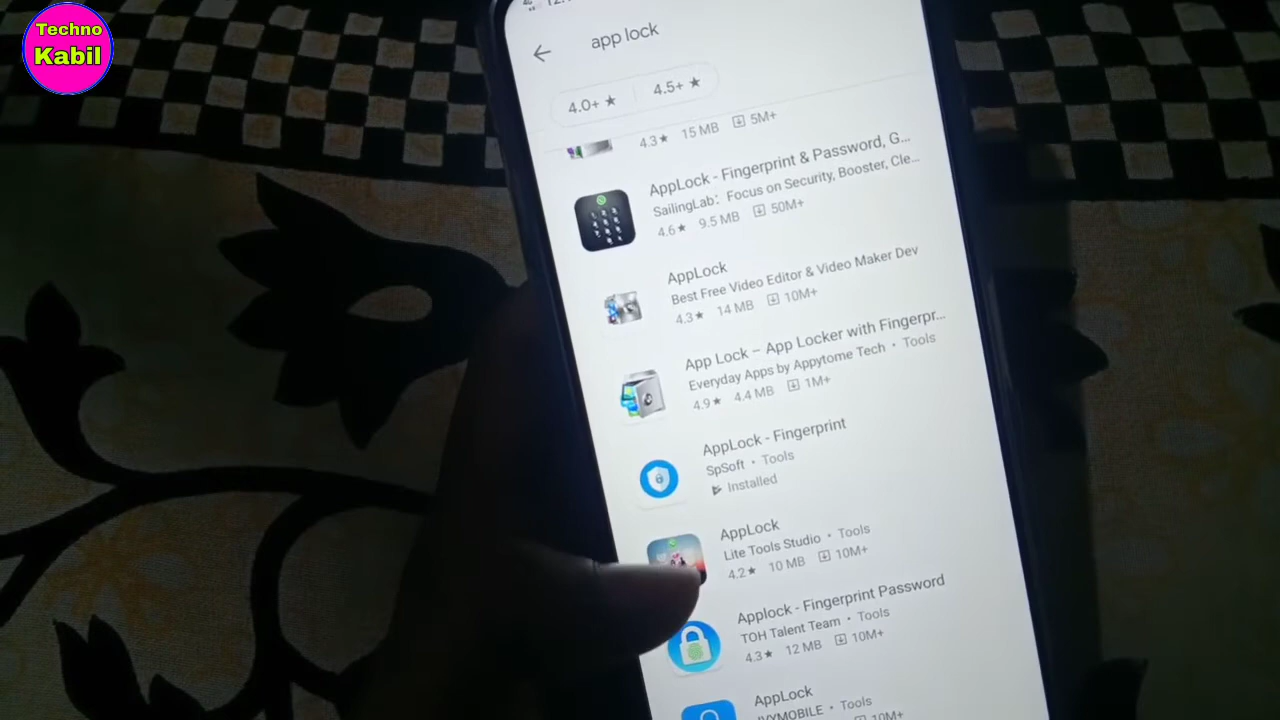 Techno
Kabil
app lock
4.0+ ★
4.5+ ★
4.3★ 15 MB 5M+
AppLock - Fingerprint & Password, G...
SailingLab: Focus on Security, Booster, Cle...
4.6★ 9.5 MB 50M+
AppLock
Best Free Video Editor & Video Maker Dev
4.3★ 14 MB 10M+
App Lock – App Locker with Fingerpr...
Everyday Apps by Appytome Tech • Tools
4.9★ 4.4 MB 1M+
AppLock - Fingerprint
SpSoft • Tools
Installed
AppLock
Lite Tools Studio • Tools
4.2★ 10 MB 10M+
Applock - Fingerprint Password
TOH Talent Team • Tools
4.3★ 12 MB 10M+
AppLock
IVYMOBILE • Tools
10M+